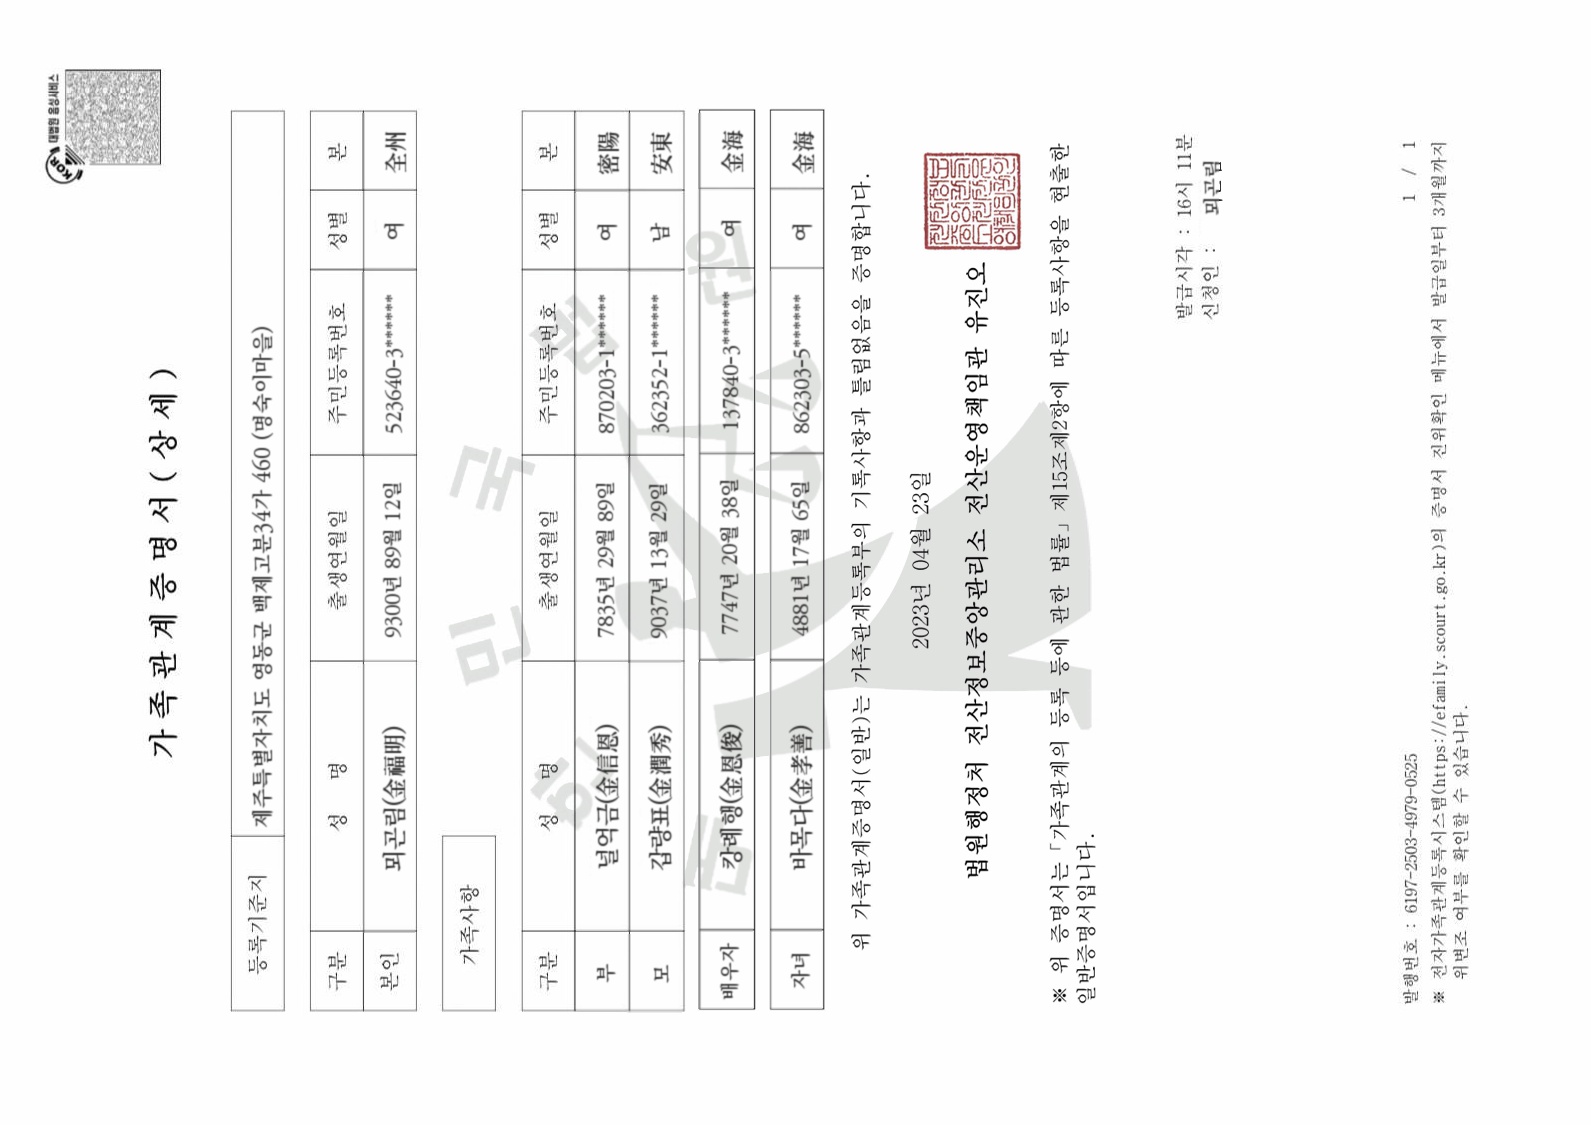 KOR 대법원 음성서비스
가 족 관 계 증 명 서 ( 상 세 )
등록기준지 제주특별자치도 영동군 백제고분34가 460 (명숙이마을)
구분 성 명 출생연월일 주민등록번호 성별 본
본인 뫼곤림(金福明) 9300년 89월 12일 523640-3****** 여 全州
가족사항
구분 성 명 출생연월일 주민등록번호 성별 본
부 널억금(金信恩) 7835년 29월 89일 870203-1****** 여 密陽
모 감량표(金潤秀) 9037년 13월 29일 362352-1****** 남 安東
배우자 캉례행(金恩俊) 7747년 20월 38일 137840-3****** 여 金海
자녀 바목다(金孝善) 4881년 17월 65일 862303-5****** 여 金海
대 한 민 국 법 원
위 가족관계증명서(일반)는 가족관계등록부의 기록사항과 틀림없음을 증명합니다.
2023년 04월 23일
법원행정처 전산정보중앙관리소 전산운영책임관 유진오
※ 위 증명서는「가족관계의 등록 등에 관한 법률」제15조제2항에 따른 등록사항을 현출한
일반증명서입니다.
발급시각 : 16시 11분
신청인 : 뫼곤림
발행번호 : 6197-2503-4979-0525 1 / 1
※ 전자가족관계등록시스템(https://efamily.scourt.go.kr)의 증명서 진위확인 메뉴에서 발급일부터 3개월까지
위변조 여부를 확인할 수 있습니다.